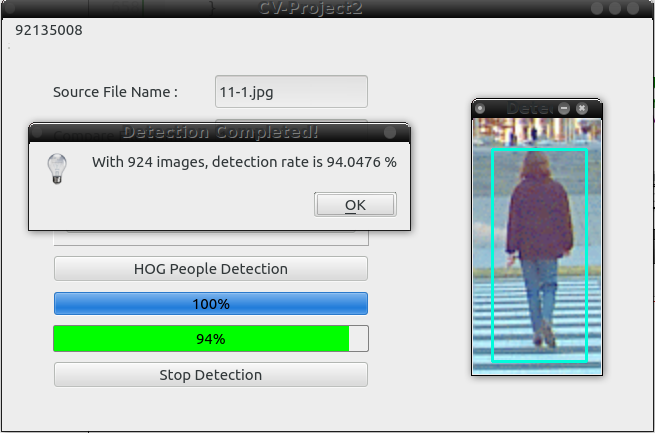 CV-Project2
92135008
Source File Name :
11-1.jpg
Detection Completed!
With 924 images, detection rate is 94.0476 %
OK
HOG People Detection
100%
94%
Stop Detection